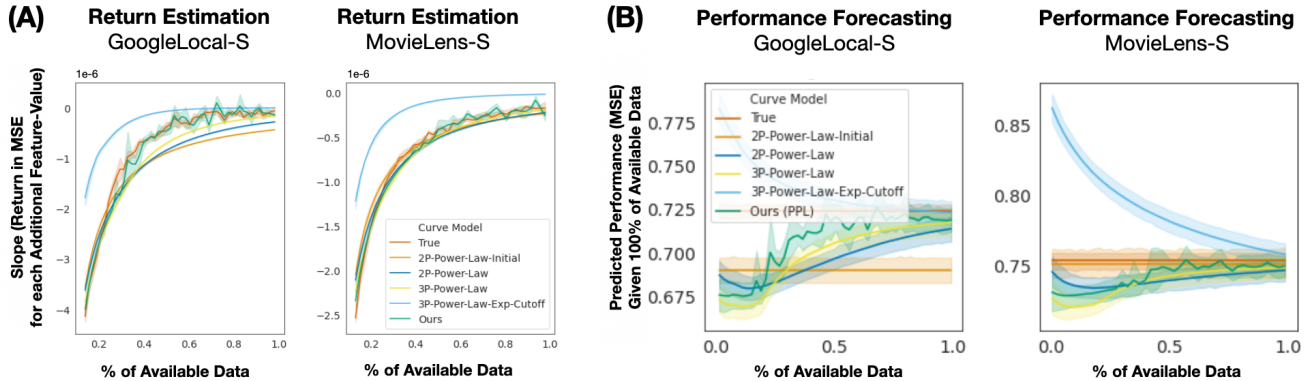 (A)
Return Estimation
GoogleLocal-S
Return Estimation
MovieLens-S
Slope (Return in MSE
for each Additional Feature-Value)
1e-6
0
−1
−2
−3
−4
0.2
0.4
0.6
0.8
1.0
% of Available Data
1e-6
0.0
−0.5
−1.0
−1.5
−2.0
−2.5
Curve Model
True
2P-Power-Law-Initial
2P-Power-Law
3P-Power-Law
3P-Power-Law-Exp-Cutoff
Ours
0.2
0.4
0.6
0.8
1.0
% of Available Data
(B)
Performance Forecasting
GoogleLocal-S
Performance Forecasting
MovieLens-S
Predicted Performance (MSE)
Given 100% of Available Data
0.775
0.750
0.725
0.700
0.675
Curve Model
True
2P-Power-Law-Initial
2P-Power-Law
3P-Power-Law
3P-Power-Law-Exp-Cutoff
Ours (PPL)
0.0
0.5
1.0
% of Available Data
0.85
0.80
0.75
0.0
0.5
1.0
% of Available Data